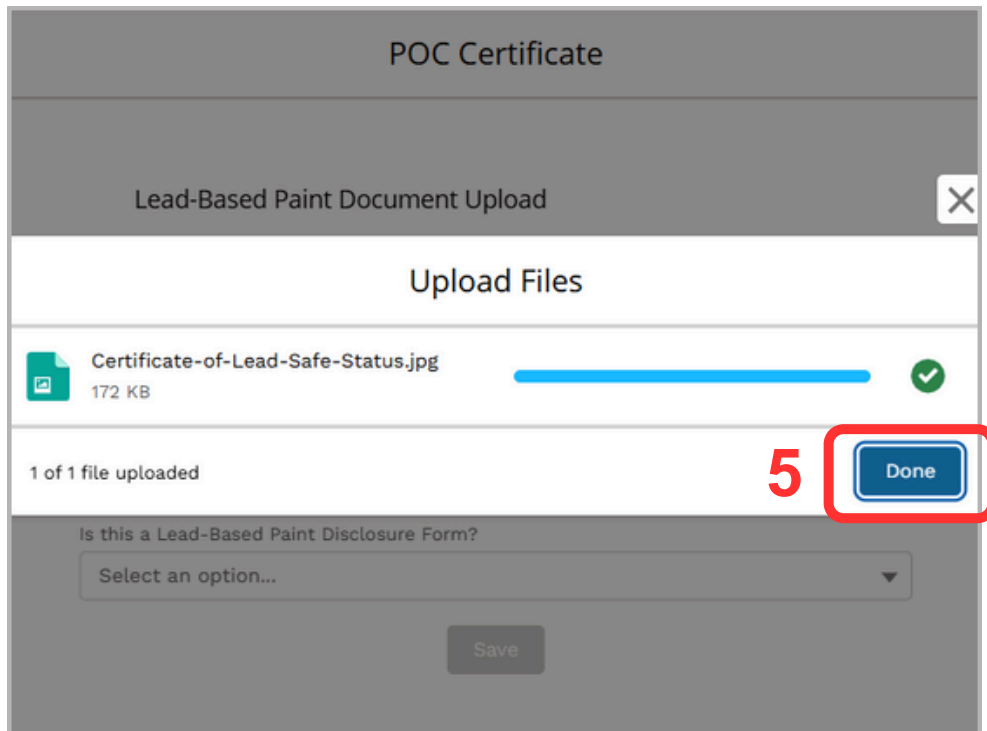 POC Certificate
Lead-Based Paint Document Upload
Upload Files
Certificate-of-Lead-Safe-Status.jpg
172 KB
1 of 1 file uploaded
5
Done
Is this a Lead-Based Paint Disclosure Form?
Select an option...
Save